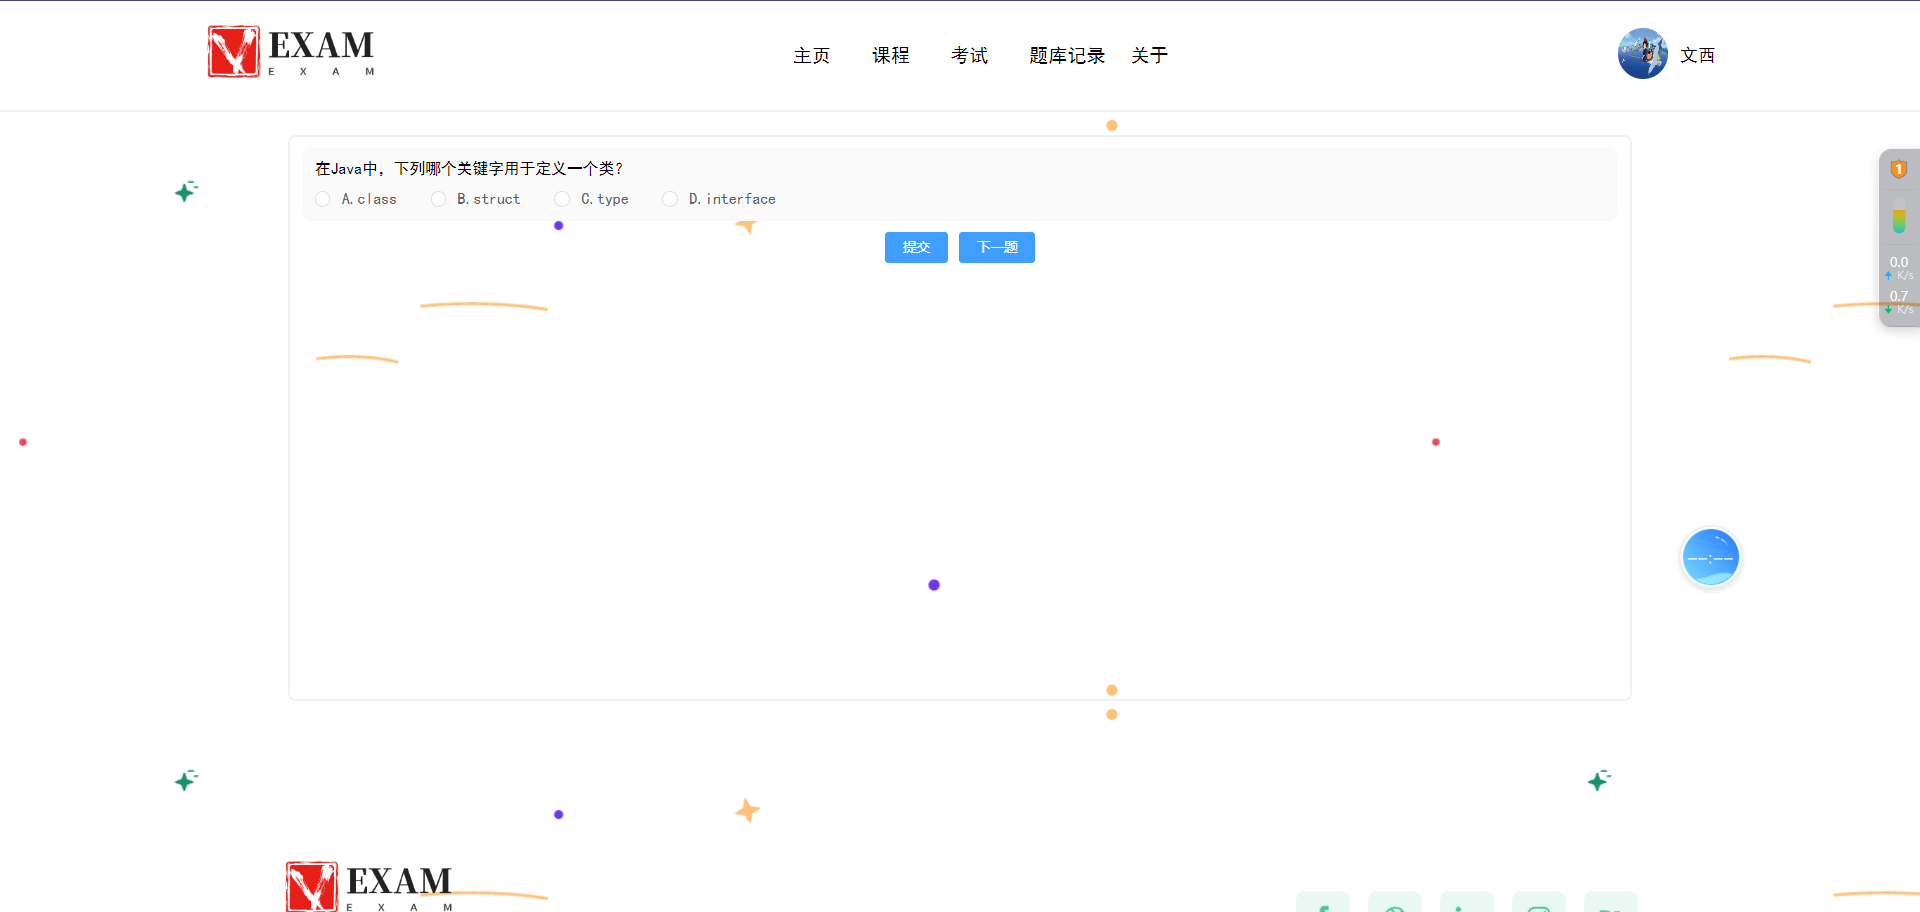 EXAM
E X A M
主页 课程 考试 题库记录 关于
文西
在Java中，下列哪个关键字用于定义一个类？
A.class B.struct C.type D.interface
提交 下一题
1
0.0
K/s
0.7
K/s
EXAM
E X A M